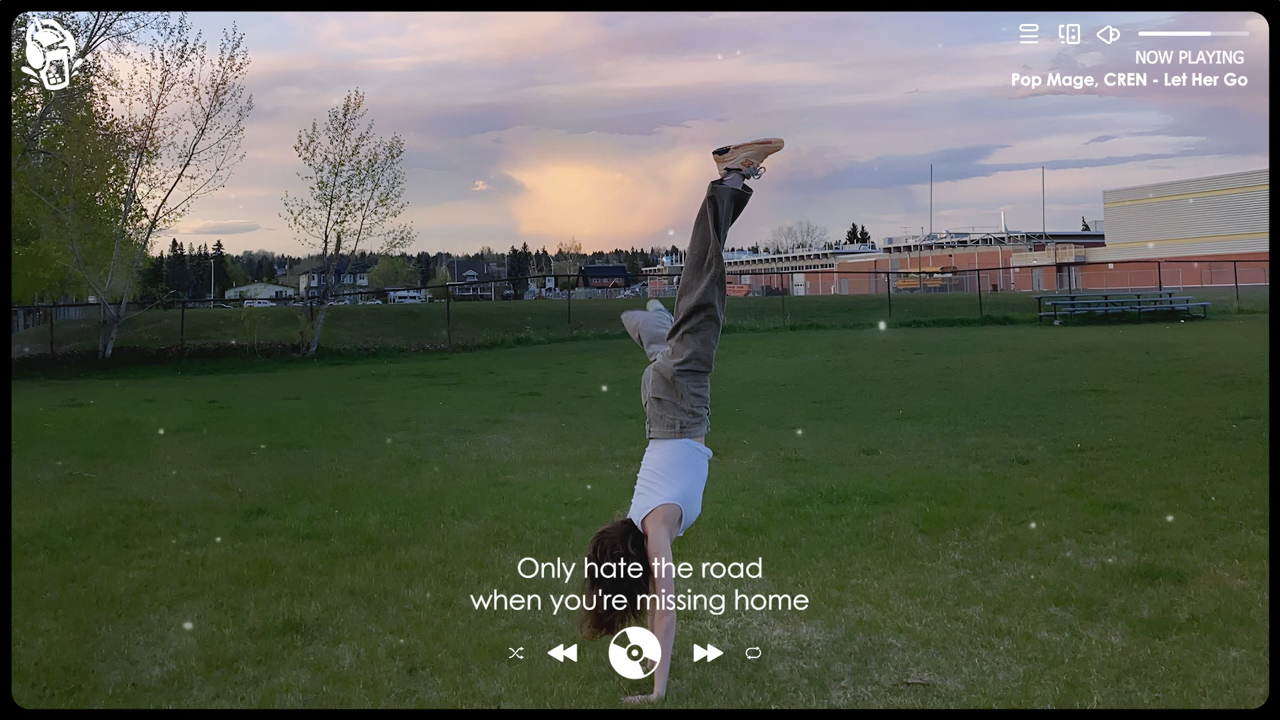 NOW PLAYING
Pop Mage, CREN - Let Her Go
Only hate the road
when you're missing home